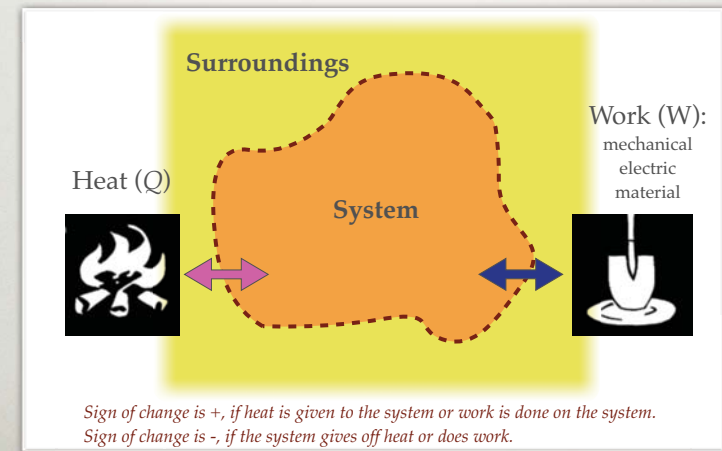 Surroundings
Work (W):
mechanical
electric
material
Heat (Q)
System
Sign of change is +, if heat is given to the system or work is done on the system.
Sign of change is -, if the system gives off heat or does work.